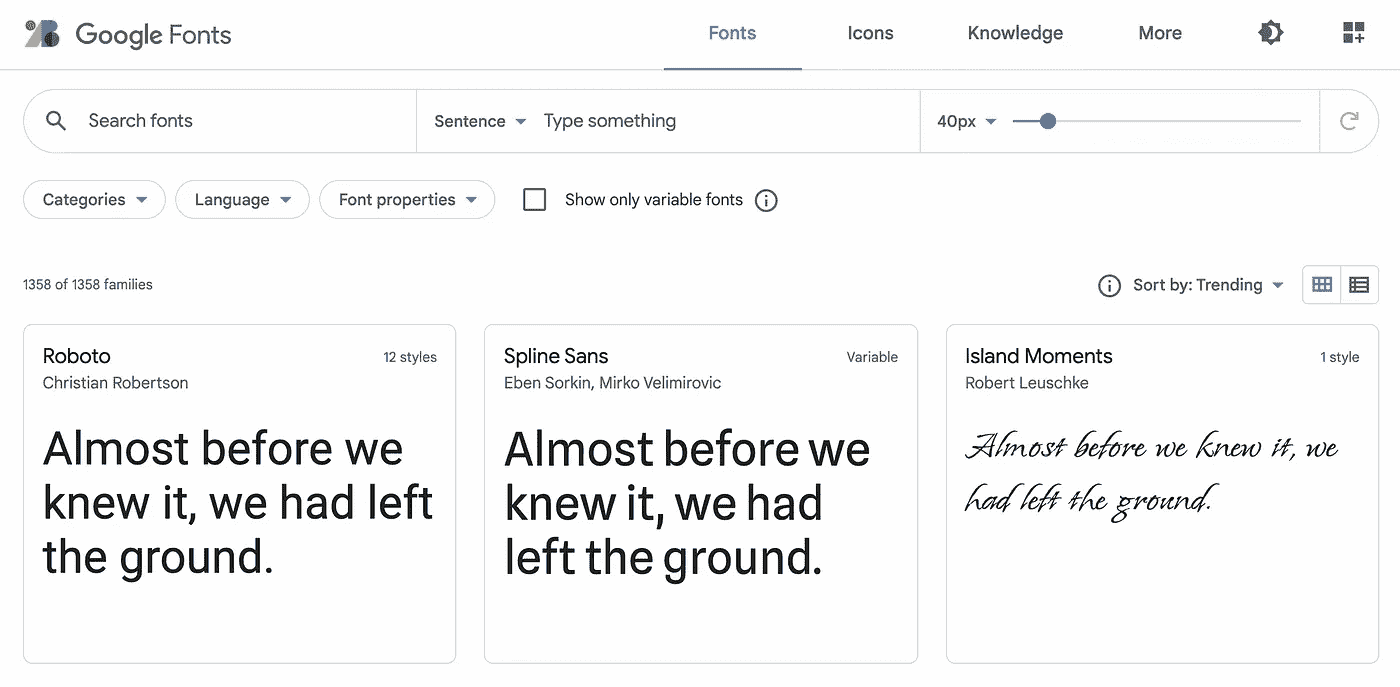 Google Fonts
Fonts
Icons
Knowledge
More
Search fonts
Sentence
Type something
40px
Categories
Language
Font properties
Show only variable fonts
1358 of 1358 families
Sort by: Trending
Roboto
12 styles
Christian Robertson
Almost before we
knew it, we had left
the ground.
Spline Sans
Variable
Eben Sorkin, Mirko Velimirovic
Almost before we
knew it, we had
left the ground.
Island Moments
1 style
Robert Leuschke
Almost before we knew it, we
had left the ground.